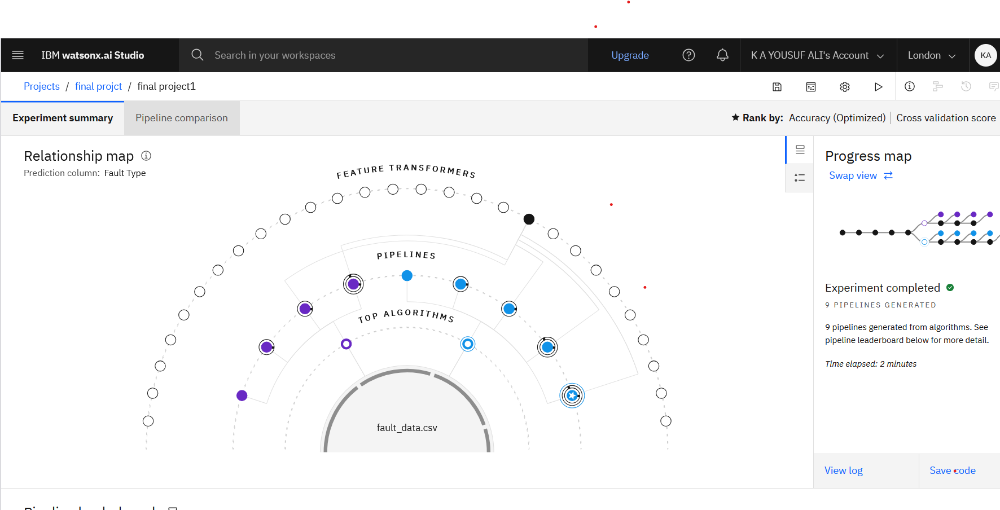 IBM watsonx.ai Studio
Search in your workspaces
Upgrade
K A YOUSUF ALI's Account
London
KA
Projects / final projct / final project1
Experiment summary
Pipeline comparison
Rank by: Accuracy (Optimized) | Cross validation score
Relationship map
Prediction column: Fault Type
FEATURE TRANSFORMERS
PIPELINES
TOP ALGORITHMS
fault_data.csv
Progress map
Swap view
Experiment completed
9 PIPELINES GENERATED
9 pipelines generated from algorithms. See
pipeline leaderboard below for more detail.
Time elapsed: 2 minutes
View log
Save code